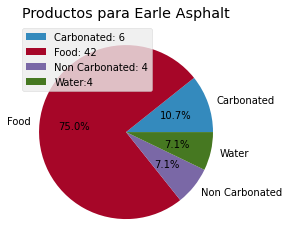 Productos para Earle Asphalt
Carbonated: 6
Food: 42
Non Carbonated: 4
Water:4
Carbonated
10.7%
Food
75.0%
7.1%
Water
7.1%
Non Carbonated